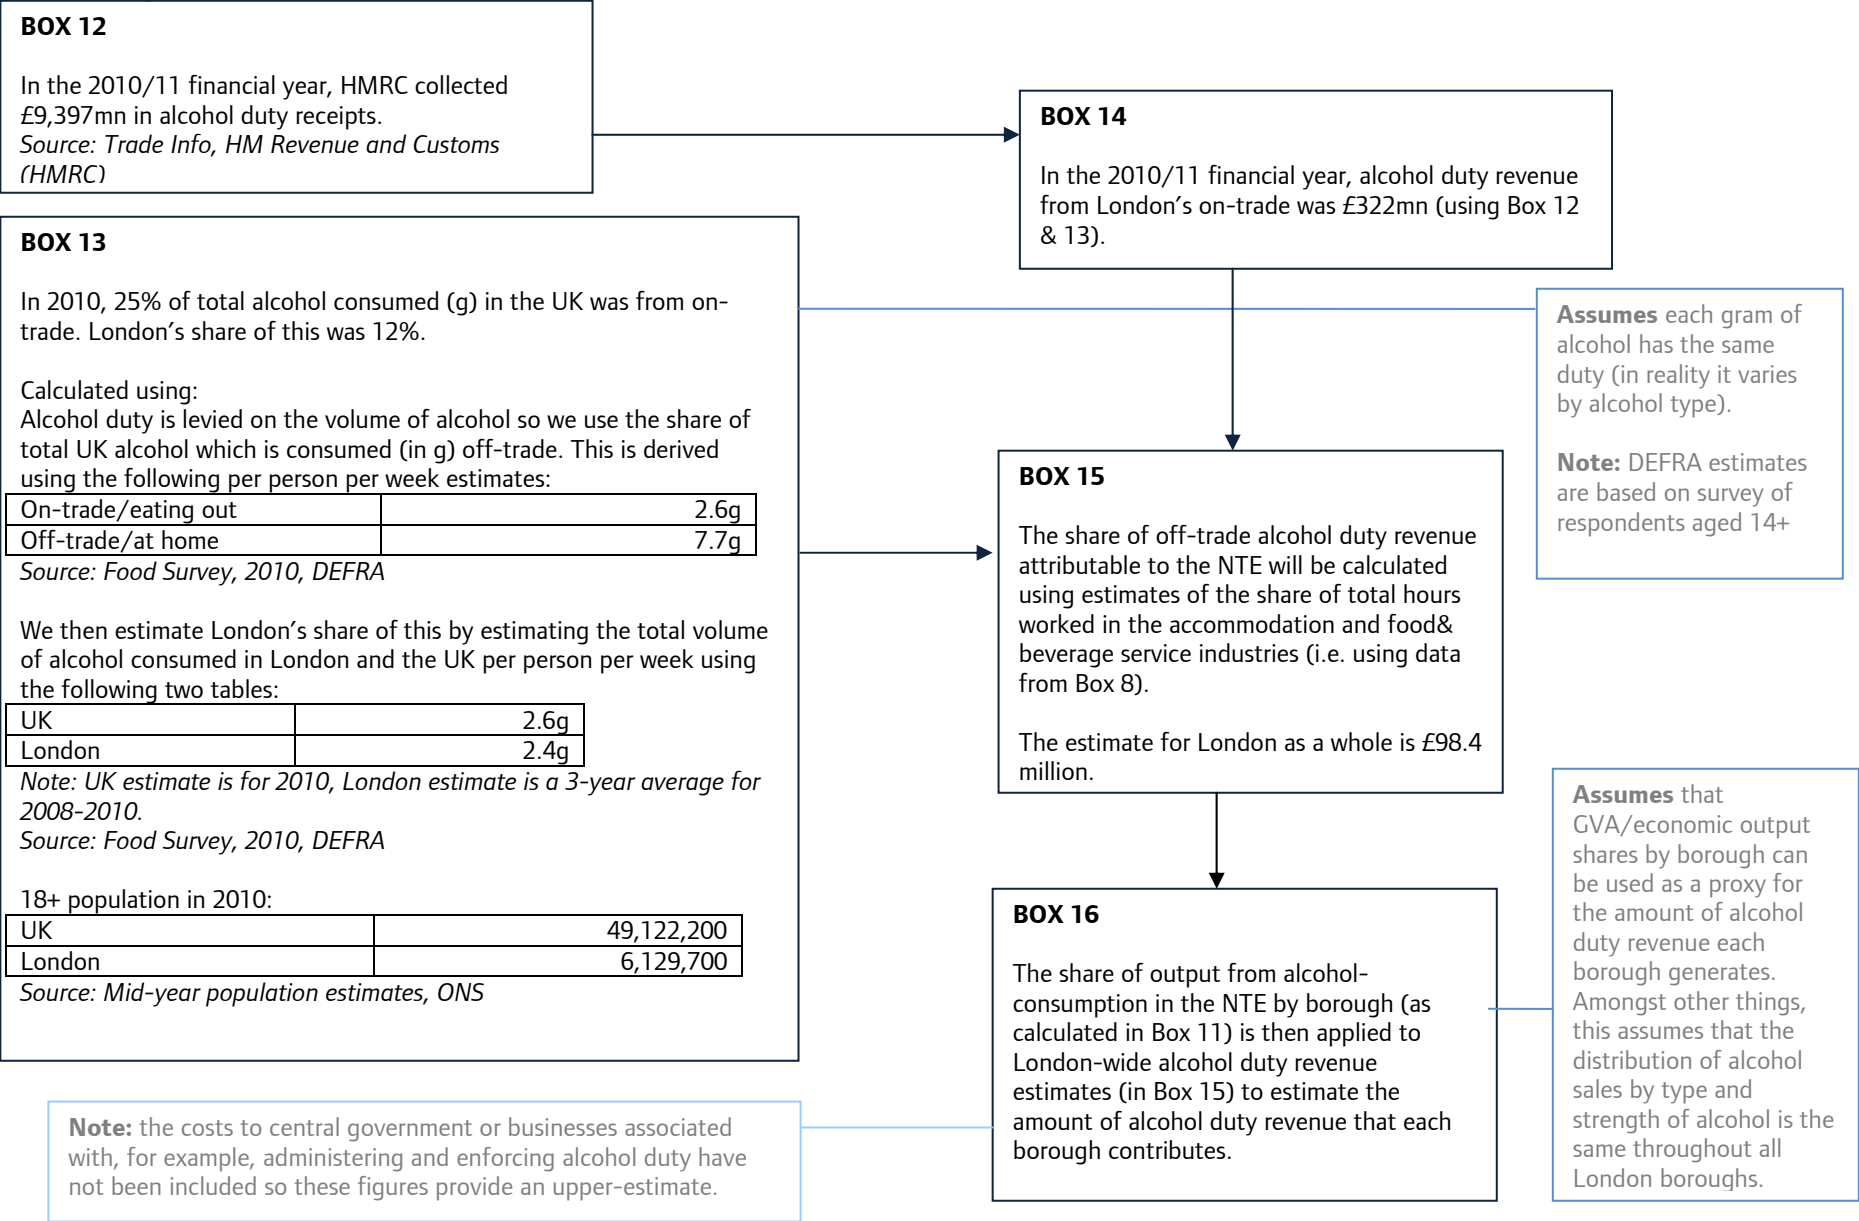 BOX 12
In the 2010/11 financial year, HMRC collected
£9,397mn in alcohol duty receipts.
Source: Trade Info, HM Revenue and Customs
(HMRC)
BOX 13
In 2010, 25% of total alcohol consumed (g) in the UK was from on-
trade. London’s share of this was 12%.
Calculated using:
Alcohol duty is levied on the volume of alcohol so we use the share of
total UK alcohol which is consumed (in g) off-trade. This is derived
using the following per person per week estimates:
On-trade/eating out 2.6g
Off-trade/at home 7.7g
Source: Food Survey, 2010, DEFRA
We then estimate London’s share of this by estimating the total volume
of alcohol consumed in London and the UK per person per week using
the following two tables:
UK 2.6g
London 2.4g
Note: UK estimate is for 2010, London estimate is a 3-year average for
2008-2010.
Source: Food Survey, 2010, DEFRA
18+ population in 2010:
UK 49,122,200
London 6,129,700
Source: Mid-year population estimates, ONS
Note: the costs to central government or businesses associated
with, for example, administering and enforcing alcohol duty have
not been included so these figures provide an upper-estimate.
BOX 14
In the 2010/11 financial year, alcohol duty revenue
from London’s on-trade was £322mn (using Box 12
& 13).
Assumes each gram of
alcohol has the same
duty (in reality it varies
by alcohol type).
Note: DEFRA estimates
are based on survey of
respondents aged 14+
BOX 15
The share of off-trade alcohol duty revenue
attributable to the NTE will be calculated
using estimates of the share of total hours
worked in the accommodation and food&
beverage service industries (i.e. using data
from Box 8).
The estimate for London as a whole is £98.4
million.
BOX 16
The share of output from alcohol-
consumption in the NTE by borough (as
calculated in Box 11) is then applied to
London-wide alcohol duty revenue
estimates (in Box 15) to estimate the
amount of alcohol duty revenue that each
borough contributes.
Assumes that
GVA/economic output
shares by borough can
be used as a proxy for
the amount of alcohol
duty revenue each
borough generates.
Amongst other things,
this assumes that the
distribution of alcohol
sales by type and
strength of alcohol is the
same throughout all
London boroughs.